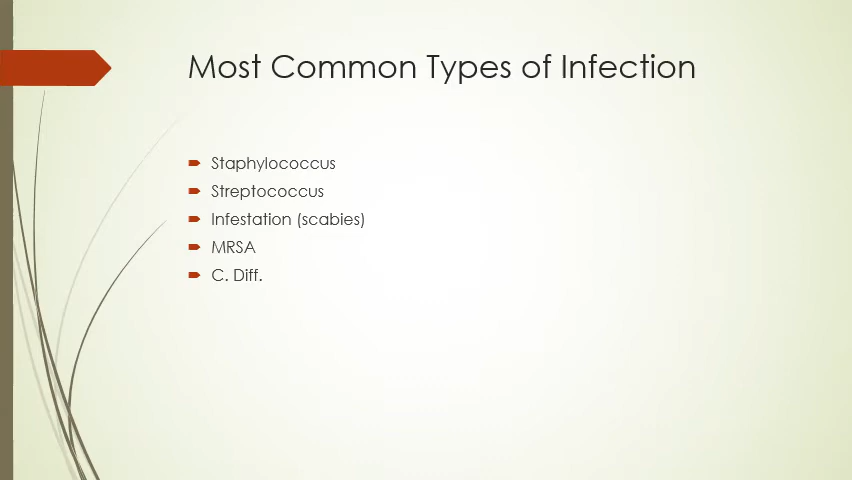 Most Common Types of Infection
Staphylococcus
Streptococcus
Infestation (scabies)
MRSA
C. Diff.